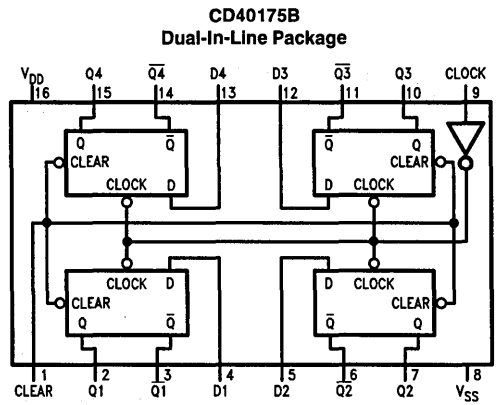 CD40175B
Dual-In-Line Package
V_DD Q4 Q̅4̅ D4 D3 Q̅3̅ Q3 CLOCK
16 15 14 13 12 11 10 9
Q Q̅ Q̅ Q
CLEAR CLEAR
CLOCK D D CLOCK
CLOCK D D CLOCK
CLEAR CLEAR
Q Q̅ Q̅ Q
1 2 3 4 5 6 7 8
CLEAR Q1 Q̅1̅ D1 D2 Q̅2̅ Q2 V_SS